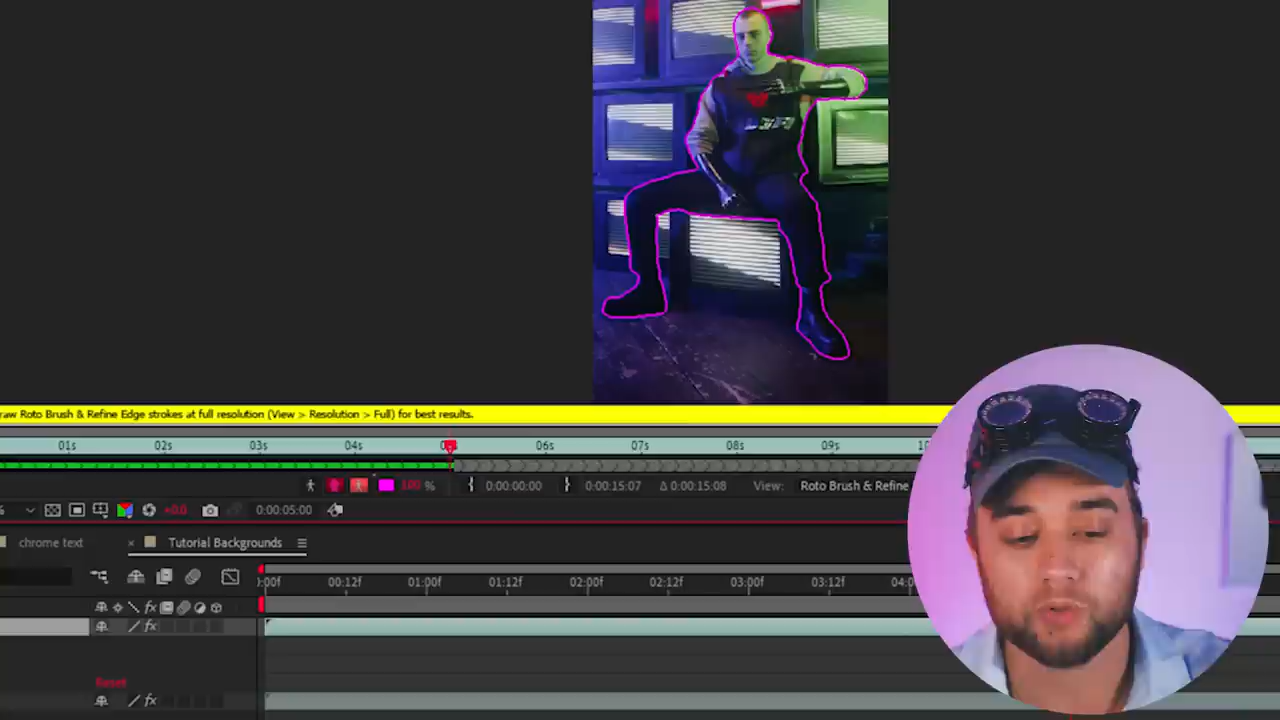 raw Roto Brush & Refine Edge strokes at full resolution (View > Resolution > Full) for best results.
01s 02s 03s 04s 06s 07s 08s 09s
100 % 0:00:00:00 0:00:15:07 Δ 0:00:15:08 View: Roto Brush & Refine
% +0.0 0:00:05:00
chrome text × Tutorial Backgrounds
:00f 00:12f 01:00f 01:12f 02:00f 02:12f 03:00f 03:12f 04:0
fx
fx
Reset
fx